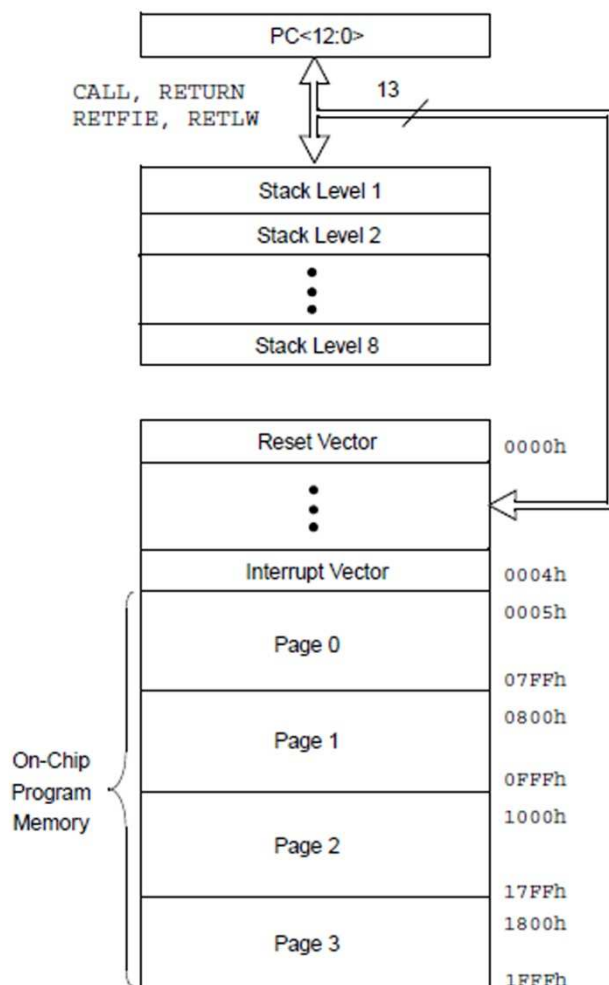 PC<12:0>
CALL, RETURN
RETFIE, RETLW
13
Stack Level 1
Stack Level 2
Stack Level 8
Reset Vector
0000h
Interrupt Vector
0004h
0005h
Page 0
07FFh
0800h
Page 1
On-Chip
Program
Memory
0FFFh
1000h
Page 2
17FFh
1800h
Page 3
1FFFh